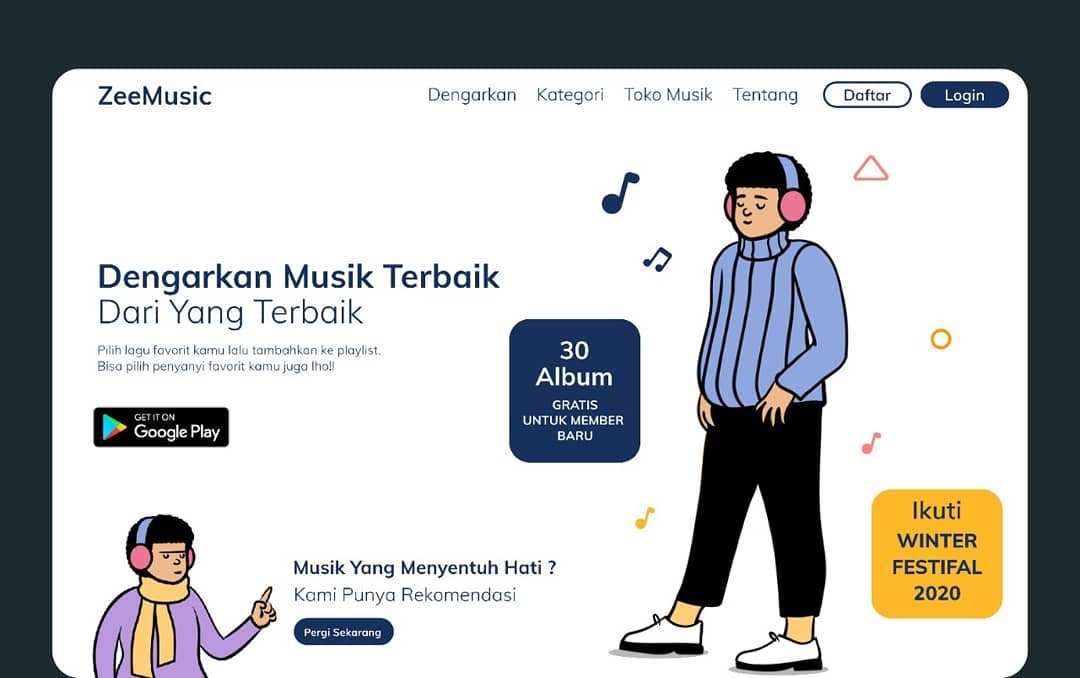 ZeeMusic
Dengarkan Kategori Toko Musik Tentang Daftar Login
Dengarkan Musik Terbaik
Dari Yang Terbaik
Pilih lagu favorit kamu lalu tambahkan ke playlist.
Bisa pilih penyanyi favorit kamu juga lho!!
GET IT ON
Google Play
30
Album
GRATIS
UNTUK MEMBER
BARU
Musik Yang Menyentuh Hati ?
Kami Punya Rekomendasi
Pergi Sekarang
Ikuti
WINTER
FESTIFAL
2020